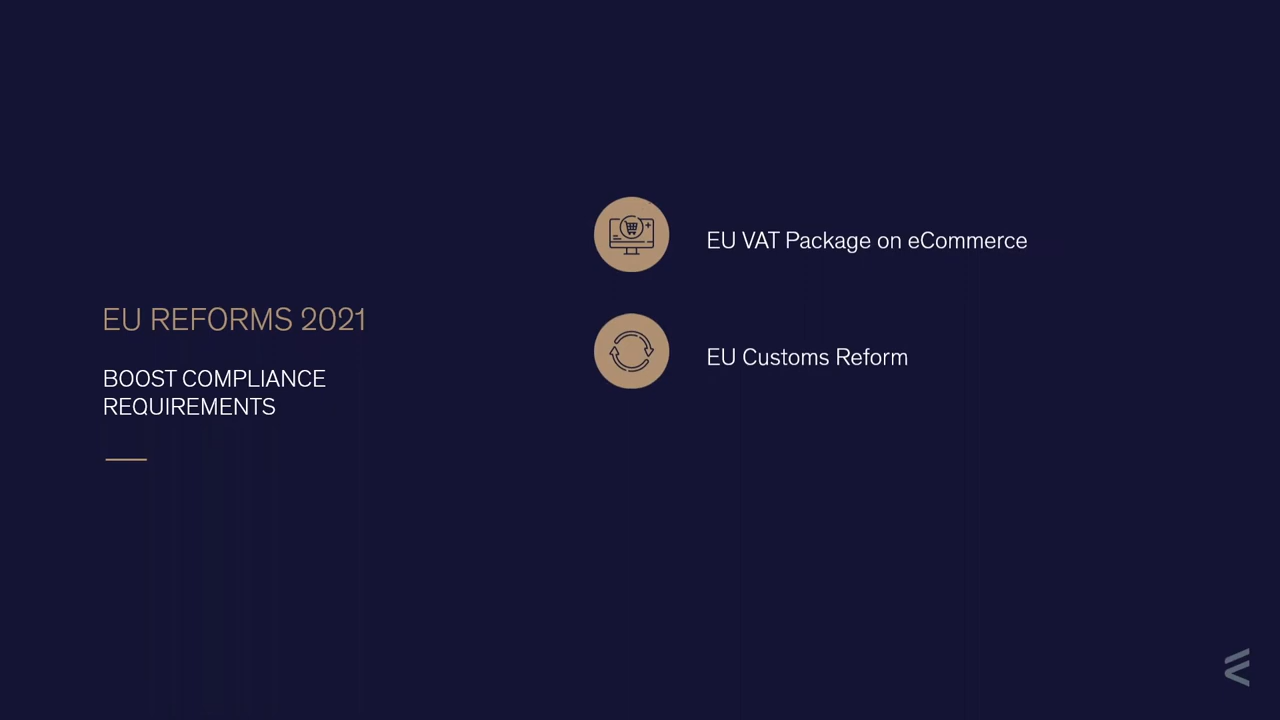 EU REFORMS 2021
BOOST COMPLIANCE
REQUIREMENTS
EU VAT Package on eCommerce
EU Customs Reform